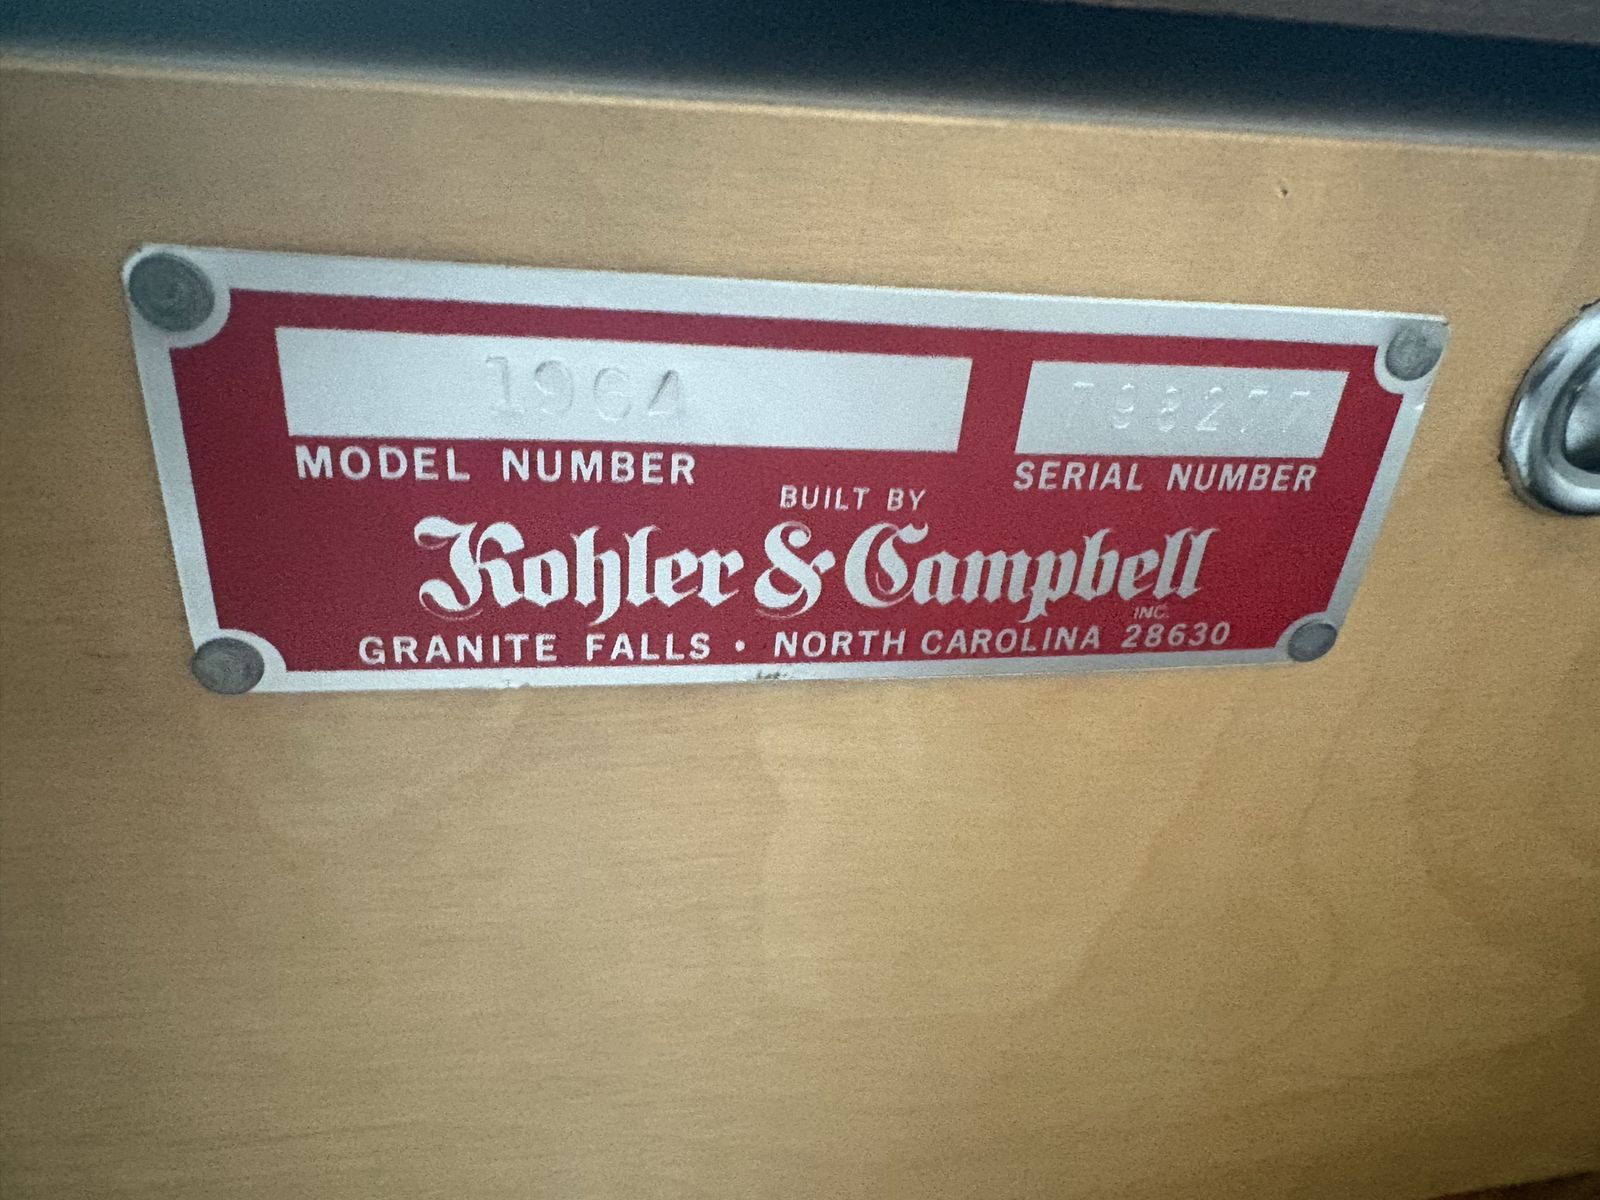 1964
MODEL NUMBER
SERIAL NUMBER
BUILT BY
Kohler & Campbell
INC.
GRANITE FALLS • NORTH CAROLINA 28630